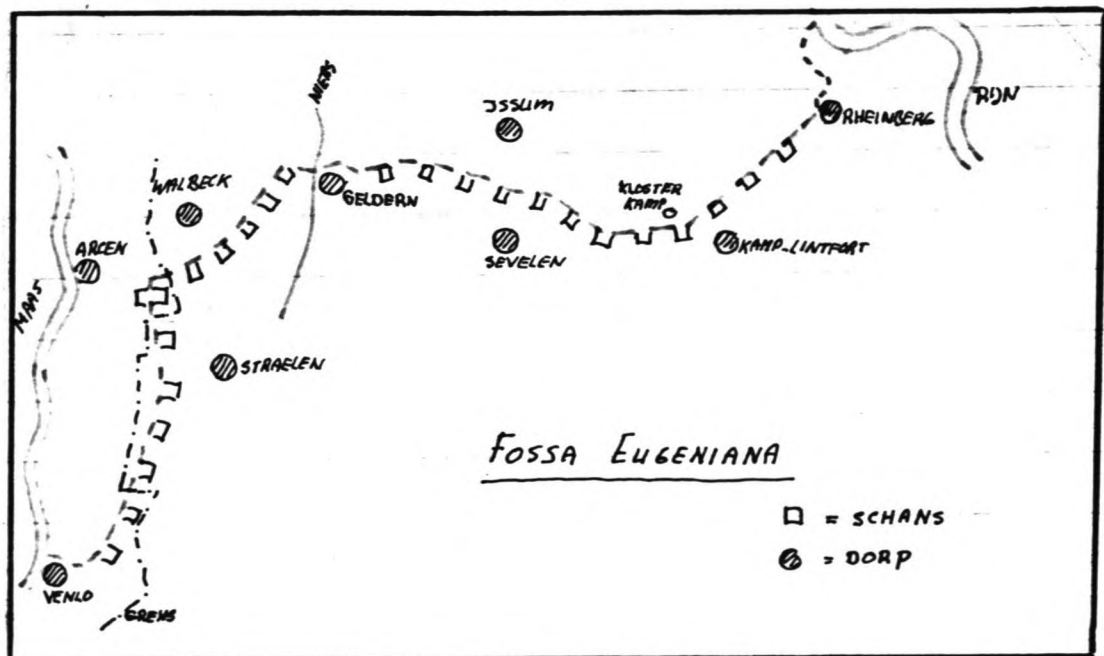 NIERS
ISSUM
RIJN
RHEINBERG
WALBECK
GELDERN
KLOSTER
KAMP
ARCEN
SEVELEN
KAMP-LINTFORT
MAAS
STRAELEN
FOSSA EUGENIANA
= SCHANS
= DORP
VENLO
GRENS